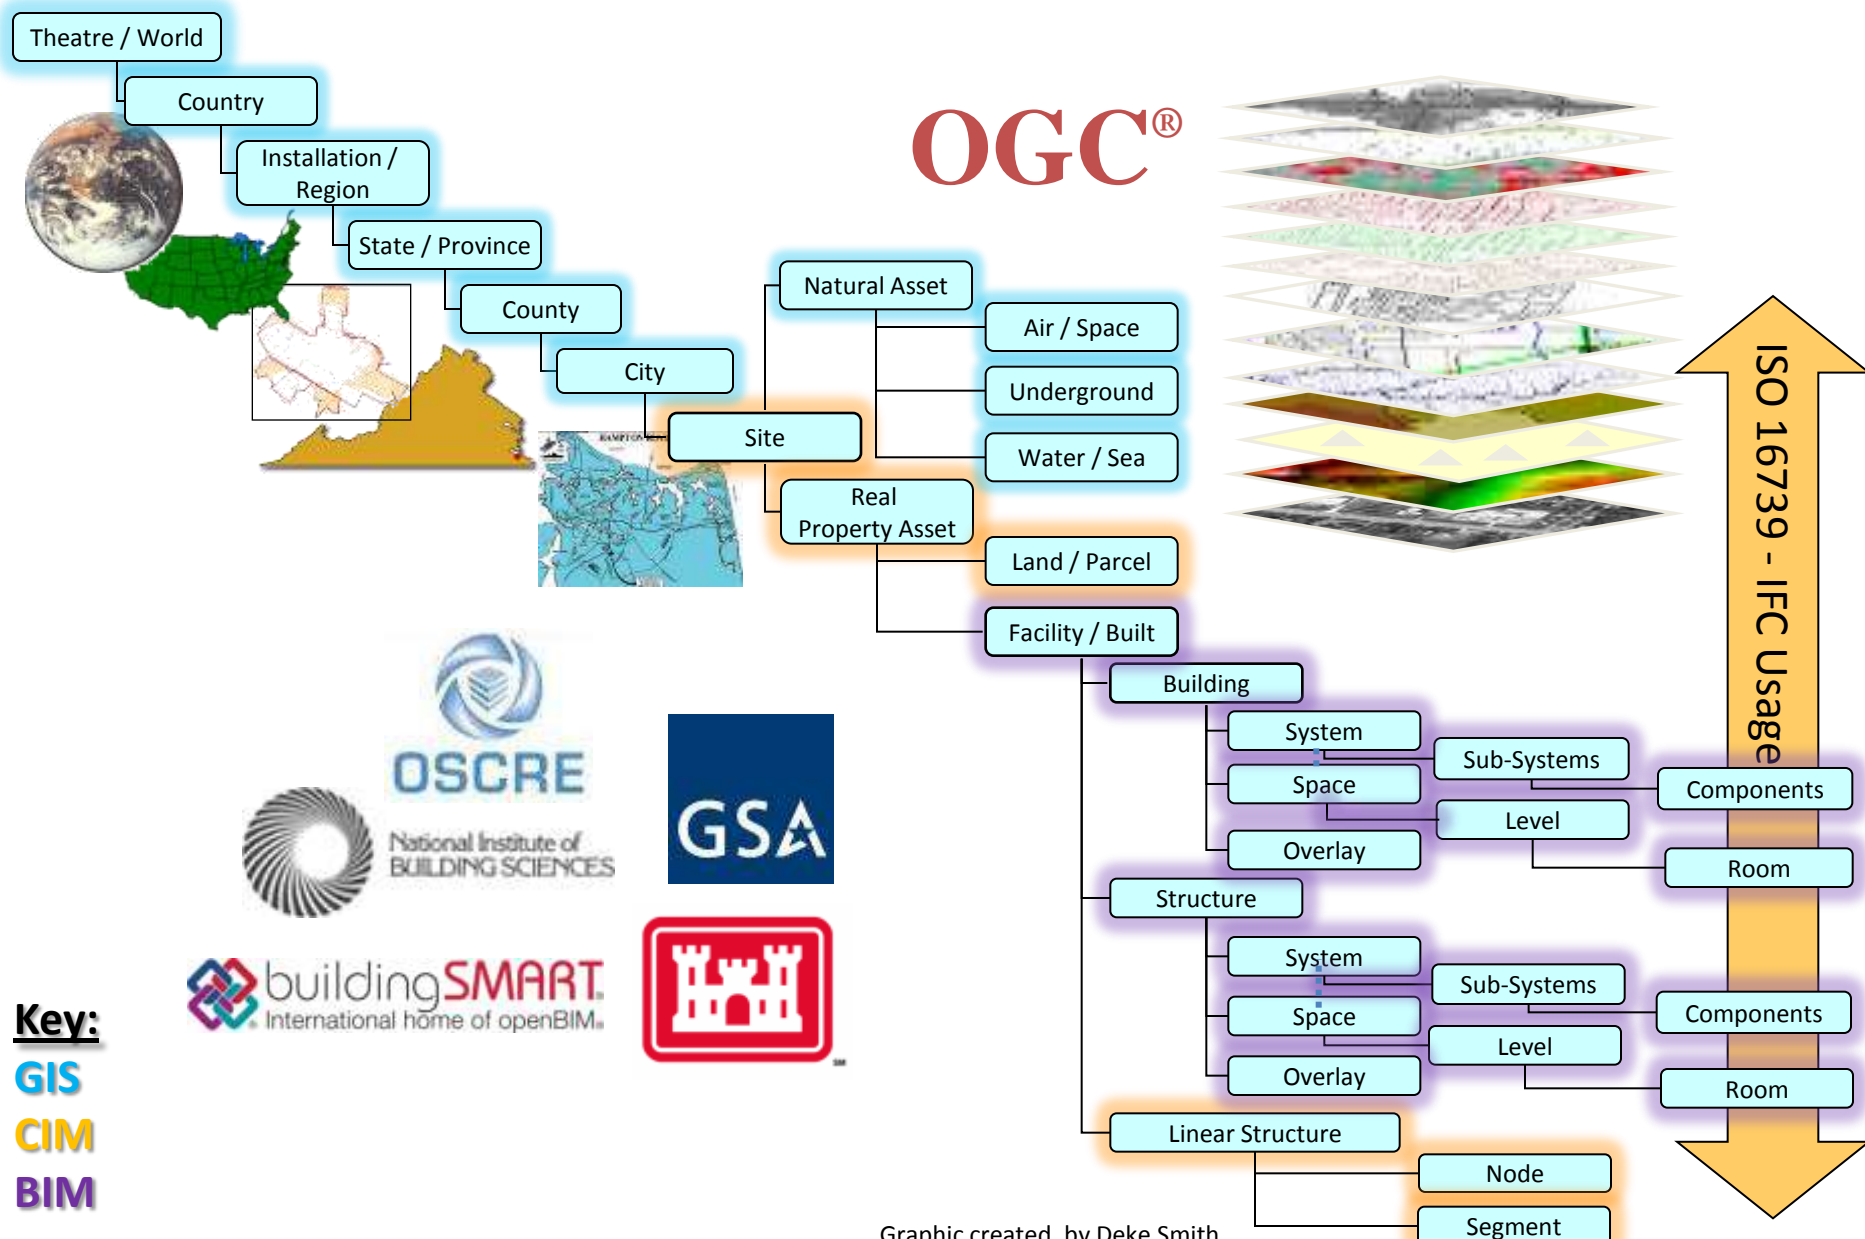 Theatre / World
Country
Installation /
Region
State / Province
County
City
Site
OGC®
Natural Asset
Air / Space
Underground
Water / Sea
Real
Property Asset
Land / Parcel
Facility / Built
Building
System
Sub-Systems
Components
Space
Level
Room
Overlay
Structure
System
Sub-Systems
Components
Space
Level
Room
Overlay
Linear Structure
Node
Segment
ISO 16739 - IFC Usage
OSCRE
GSA
National Institute of
BUILDING SCIENCES
buildingSMART
International home of openBIM
Key:
GIS
CIM
BIM
Graphic created by Deke Smith